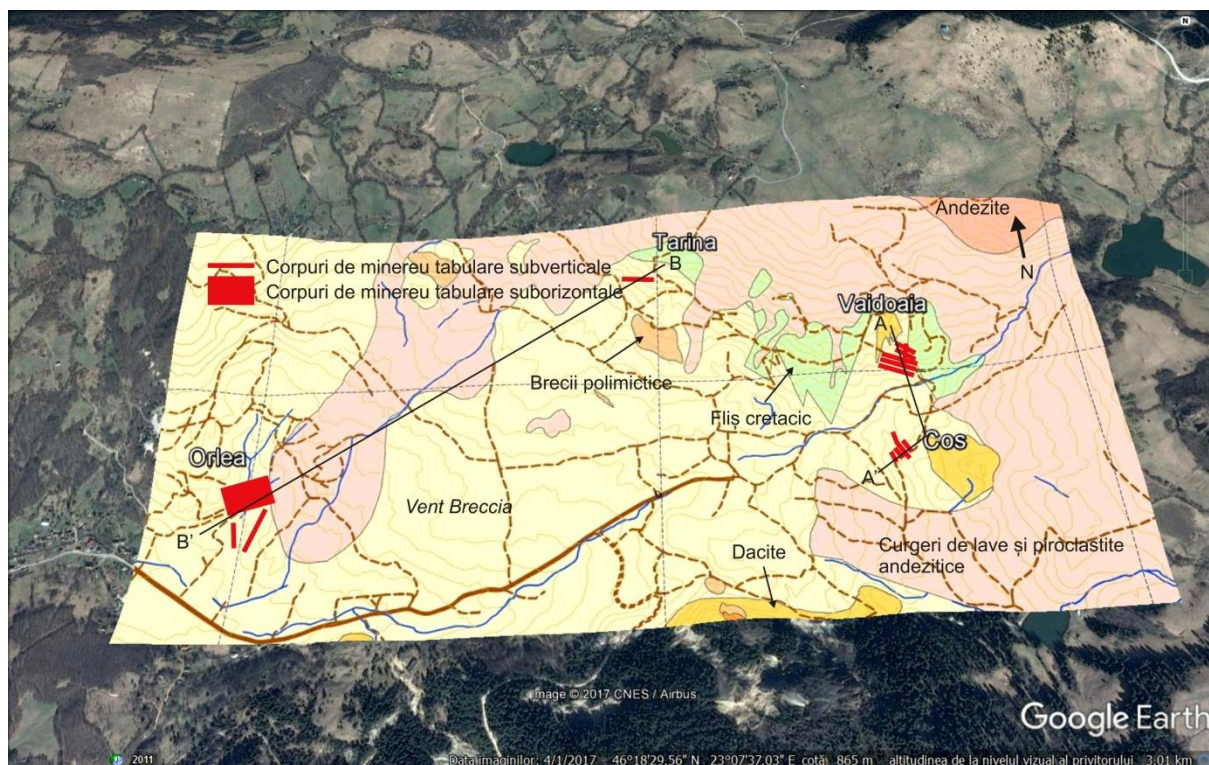 N
Andezite
N
Tarina
B
Corpuri de minereu tabulare subverticale
Corpuri de minereu tabulare suborizontale
Vaidoaia
A
Brecii polimictice
Fliș cretacic
Cos
A'
Orlea
Vent Breccia
B'
Dacite
Curgeri de lave și piroclastite
andezitice
Image © 2017 CNES / Airbus
Google Earth
2011
Data imaginilor: 4/1/2017 46°18'29.56" N 23°07'37.03" E cotă 865 m altitudinea de la nivelul vizual al privitorului 3.01 km